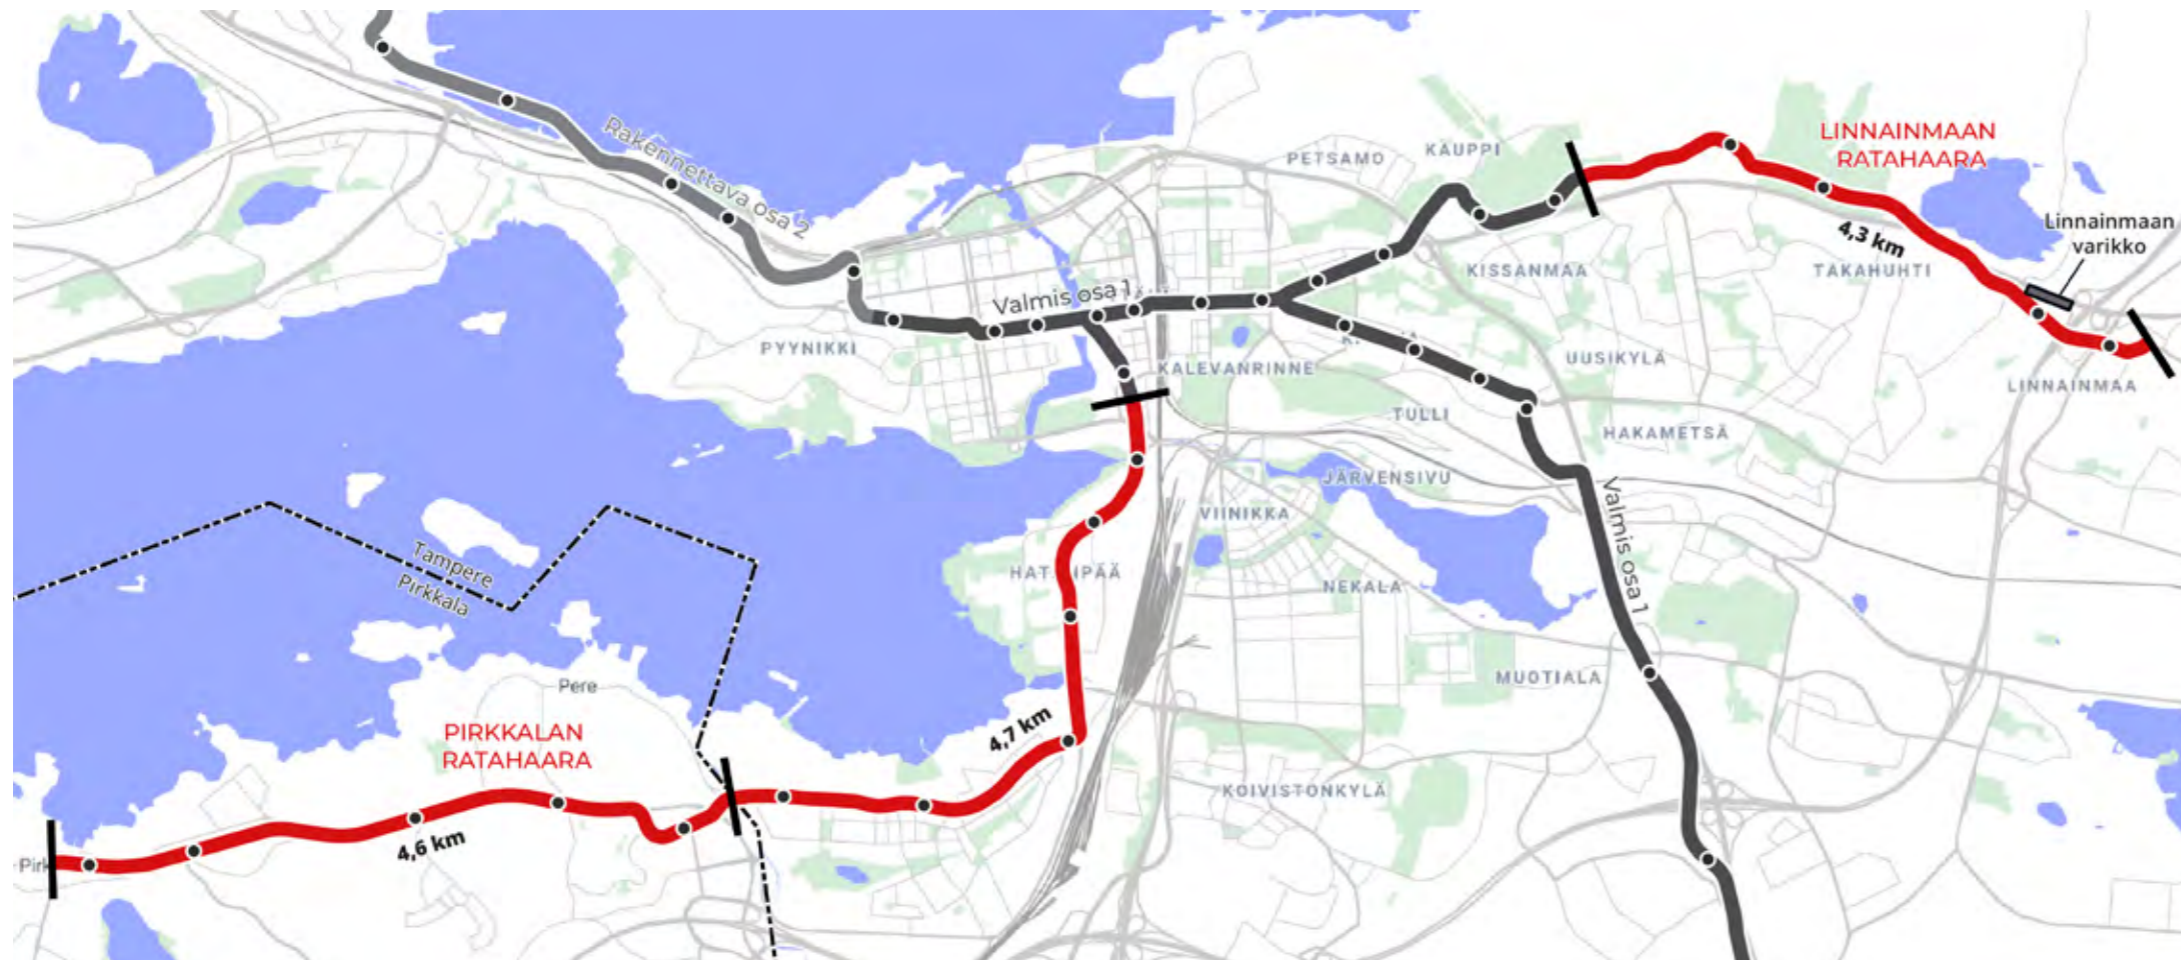 Rakennettava osa 2
PETSAMO
KAUPPI
LINNAINMAAN
RATAHAARA
Linnainmaan
varikko
4,3 km
KISSANMAA
TAKAHUHTI
Valmis osa 1
PYYNIKKI
KALEVANRINNE
UUSIKYLÄ
LINNAINMAA
TULLI
HAKAMETSÄ
JÄRVENSIVU
VIINIKKA
Valmis osa 1
Tampere
Pirkkala
NEKALA
MUOTIALA
Pere
PIRKKALAN
RATAHAARA
4,7 km
KOIVISTONKYLÄ
4,6 km
Pirk